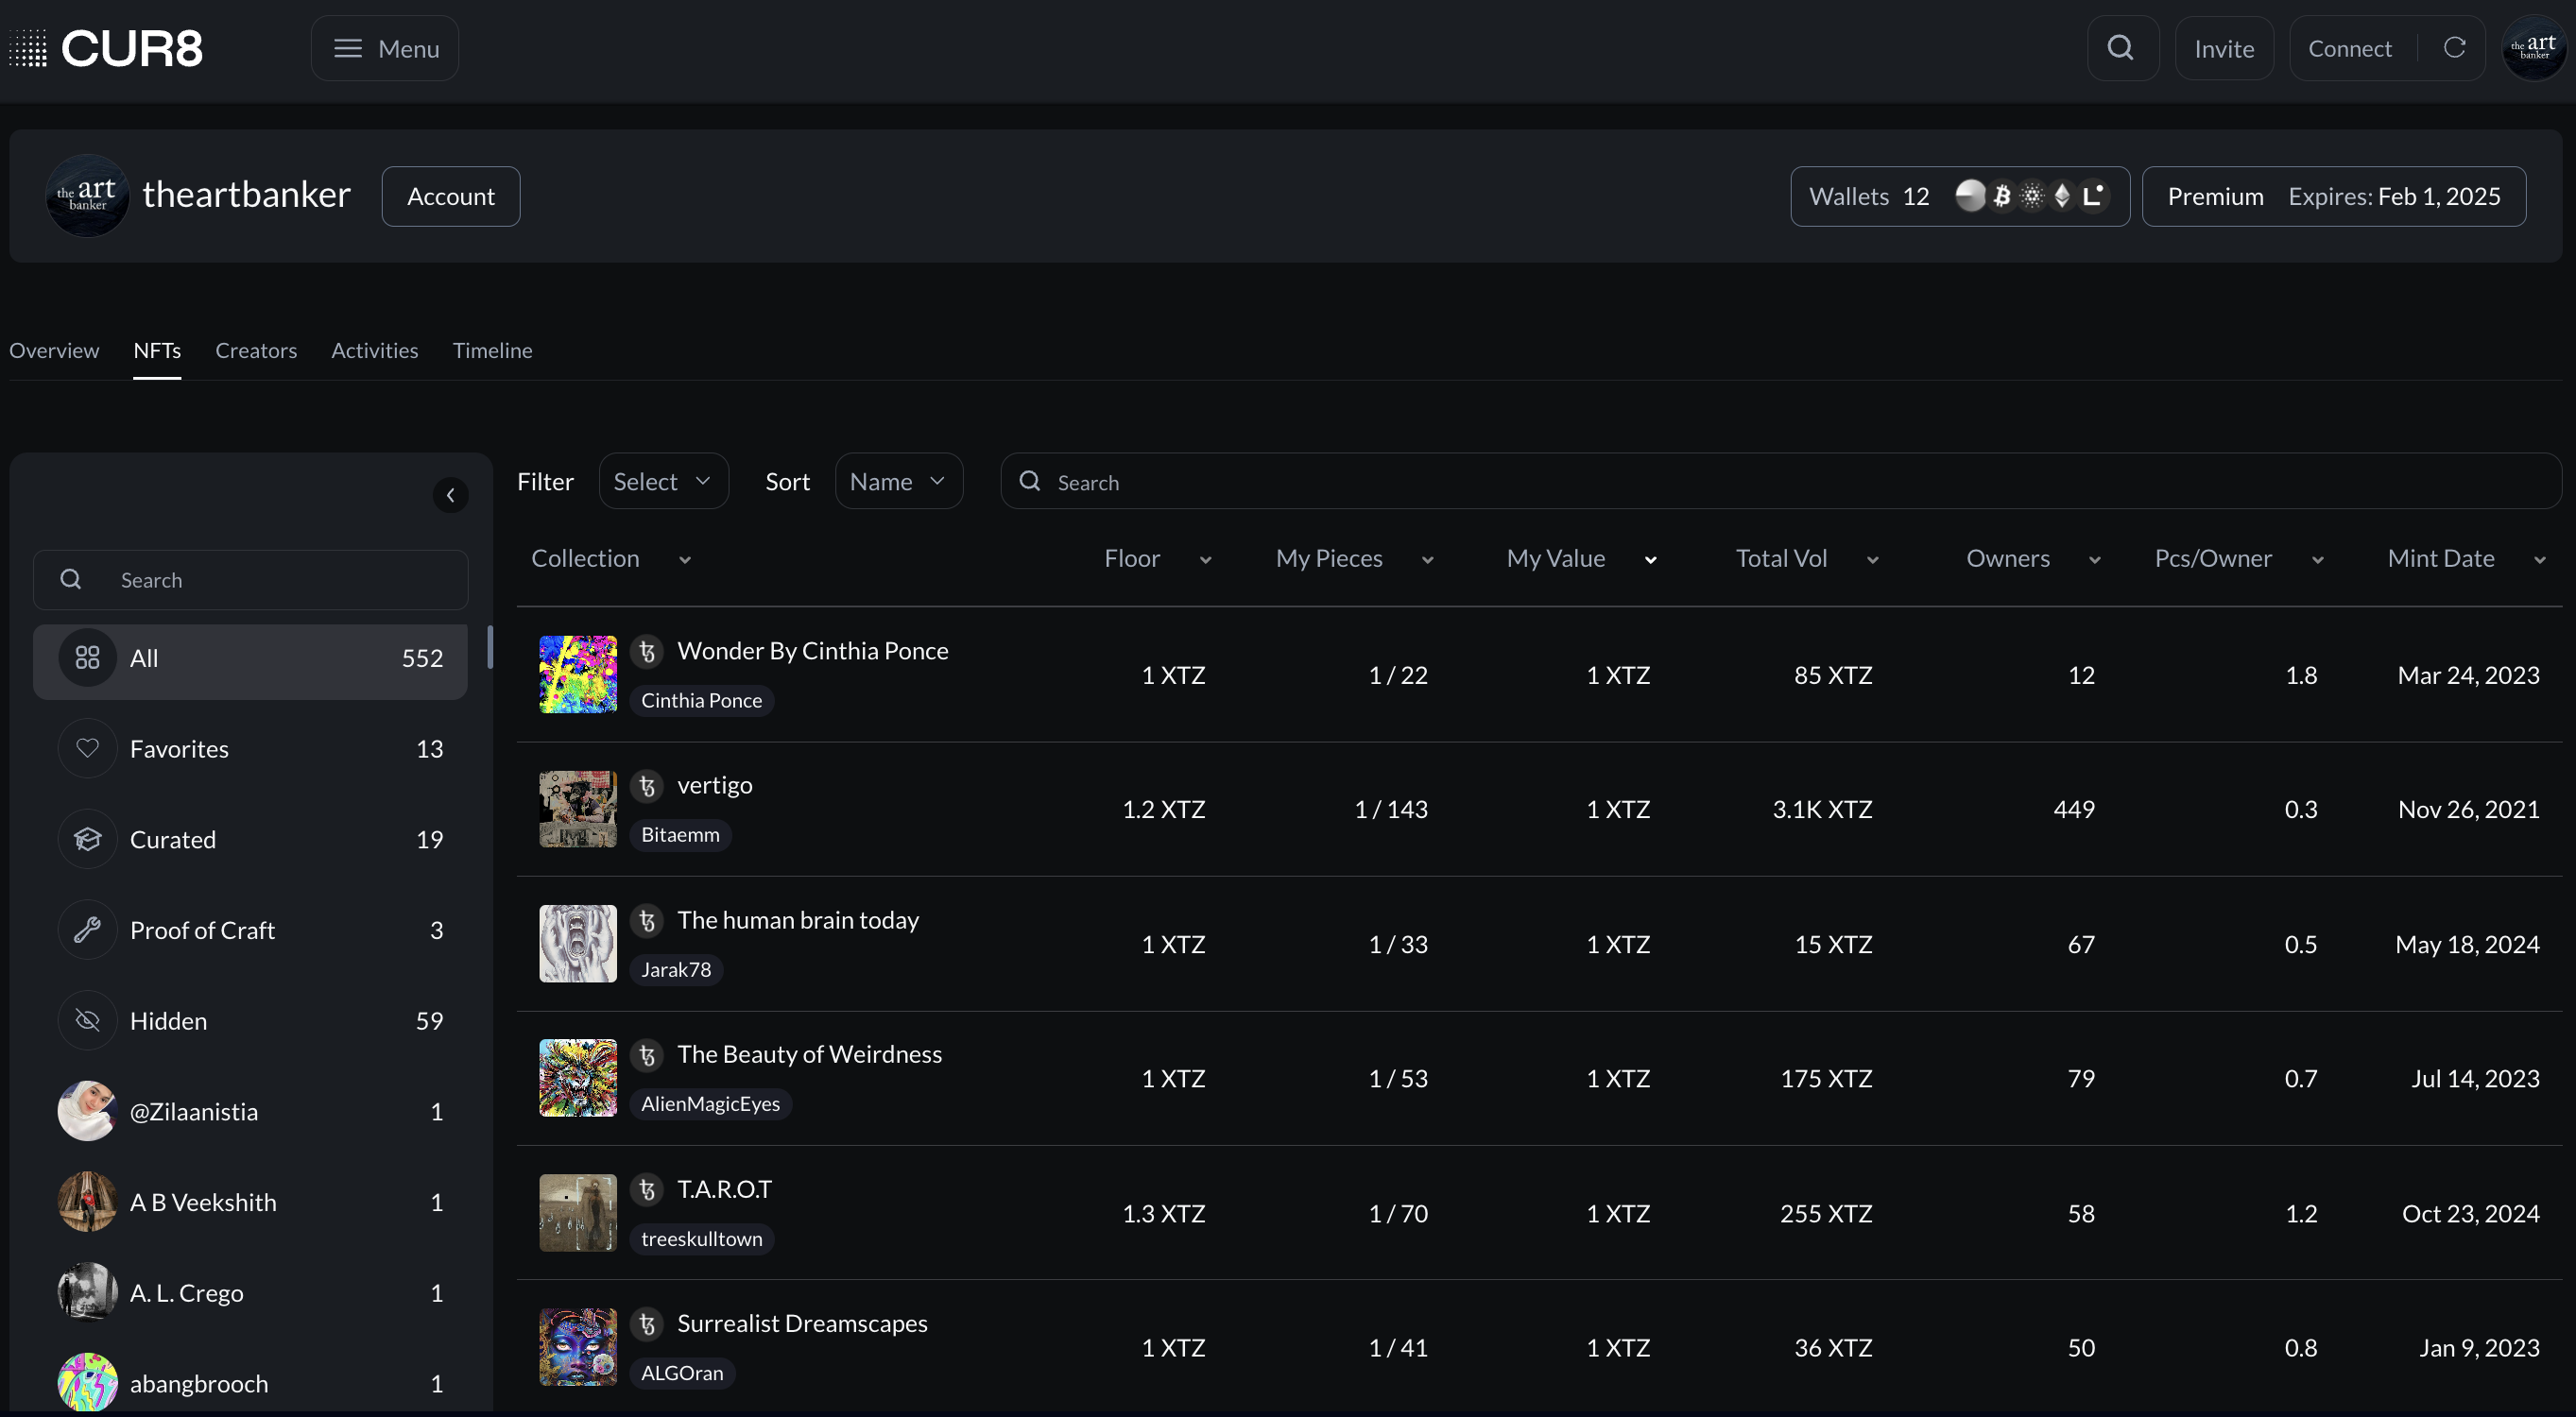 CUR8
Menu
Invite
Connect
the art
banker
the art
banker
theartbanker
Account
Wallets 12
Premium Expires: Feb 1, 2025
Overview NFTs Creators Activities Timeline
Filter Select Sort Name Search
Search
All 552
Favorites 13
Curated 19
Proof of Craft 3
Hidden 59
@Zilaanistia 1
A B Veekshith 1
A. L. Crego 1
abangbrooch 1
Collection Floor My Pieces My Value Total Vol Owners Pcs/Owner Mint Date
Wonder By Cinthia Ponce
Cinthia Ponce
1 XTZ 1 / 22 1 XTZ 85 XTZ 12 1.8 Mar 24, 2023
vertigo
Bitaemm
1.2 XTZ 1 / 143 1 XTZ 3.1K XTZ 449 0.3 Nov 26, 2021
The human brain today
Jarak78
1 XTZ 1 / 33 1 XTZ 15 XTZ 67 0.5 May 18, 2024
The Beauty of Weirdness
AlienMagicEyes
1 XTZ 1 / 53 1 XTZ 175 XTZ 79 0.7 Jul 14, 2023
T.A.R.O.T
treeskulltown
1.3 XTZ 1 / 70 1 XTZ 255 XTZ 58 1.2 Oct 23, 2024
Surrealist Dreamscapes
ALGOran
1 XTZ 1 / 41 1 XTZ 36 XTZ 50 0.8 Jan 9, 2023